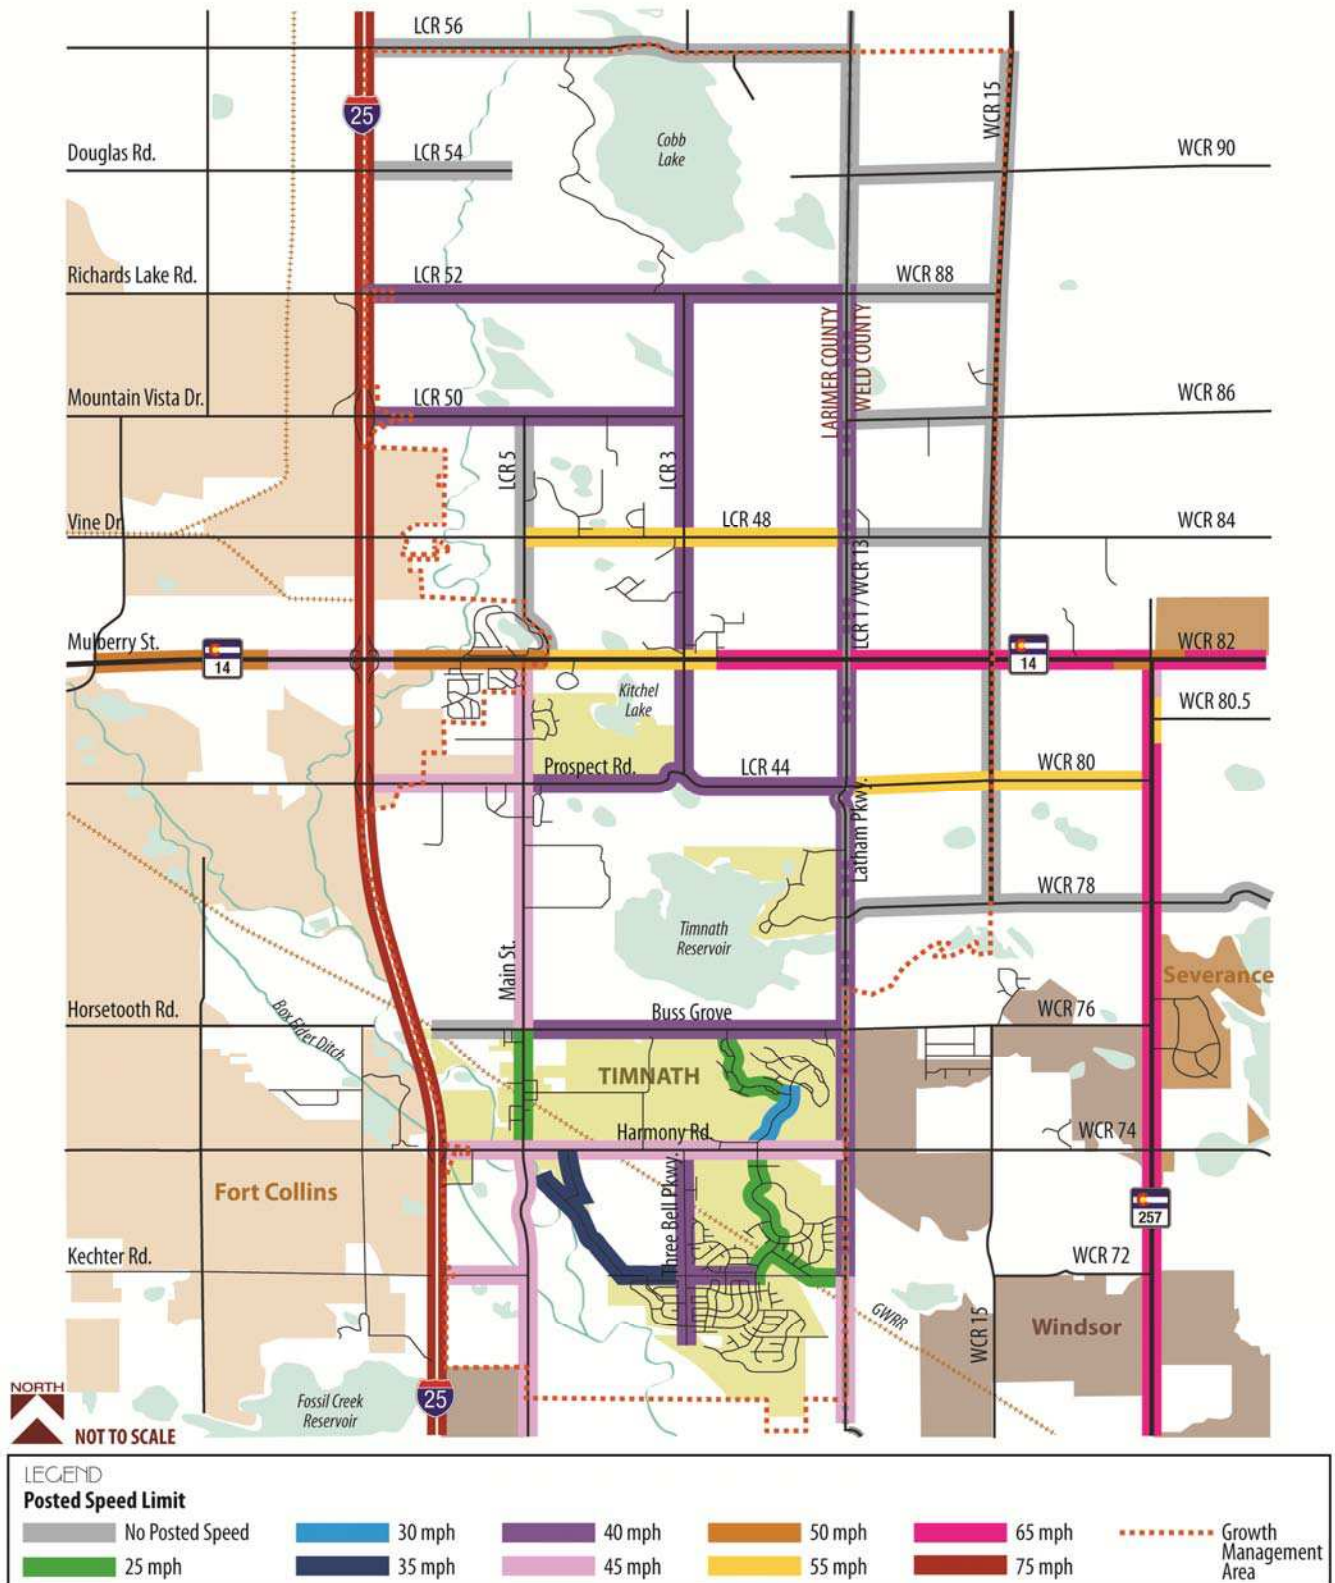 LCR 56
25
WCR 15
Cobb
Lake
Douglas Rd.
LCR 54
WCR 90
Richards Lake Rd.
LCR 52
WCR 88
LARIMER COUNTY
WELD COUNTY
Mountain Vista Dr.
LCR 50
WCR 86
LCR 5
LCR 3
Vine Dr
LCR 48
WCR 84
LCR 1 / WCR 13
Mulberry St.
14
14
WCR 82
Kitchel
Lake
WCR 80.5
Prospect Rd.
LCR 44
WCR 80
Latham Pkwy.
WCR 78
Timnath
Reservoir
Main St.
Severance
Horsetooth Rd.
Box Elder Ditch
Buss Grove
WCR 76
TIMNATH
Harmony Rd.
WCR 74
Fort Collins
Three Bell Pkwy.
257
Kechter Rd.
WCR 72
GWRR
WCR 15
Windsor
NORTH
25
Fossil Creek
Reservoir
NOT TO SCALE
LEGEND
Posted Speed Limit
No Posted Speed
30 mph
40 mph
50 mph
65 mph
Growth
Management
Area
25 mph
35 mph
45 mph
55 mph
75 mph